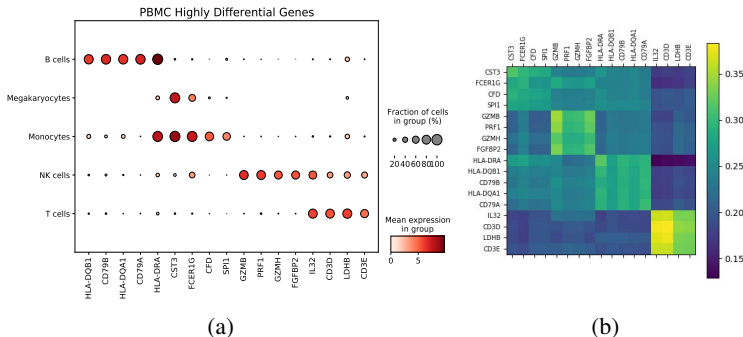 PBMC Highly Differential Genes
B cells
Megakaryocytes
Monocytes
NK cells
T cells
HLA-DQB1
CD79B
HLA-DQA1
CD79A
HLA-DRA
CST3
FCER1G
CFD
SPI1
GZMB
PRF1
GZMH
FGFBP2
IL32
CD3D
LDHB
CD3E
Fraction of cells
in group (%)
20 40 60 80 100
Mean expression
in group
0 5
(a)
CST3
FCER1G
CFD
SPI1
GZMB
PRF1
GZMH
FGFBP2
HLA-DRA
HLA-DQB1
CD79B
HLA-DQA1
CD79A
IL32
CD3D
LDHB
CD3E
CST3
FCER1G
CFD
SPI1
GZMB
PRF1
GZMH
FGFBP2
HLA-DRA
HLA-DQB1
CD79B
HLA-DQA1
CD79A
IL32
CD3D
LDHB
CD3E
0.35
0.30
0.25
0.20
0.15
(b)